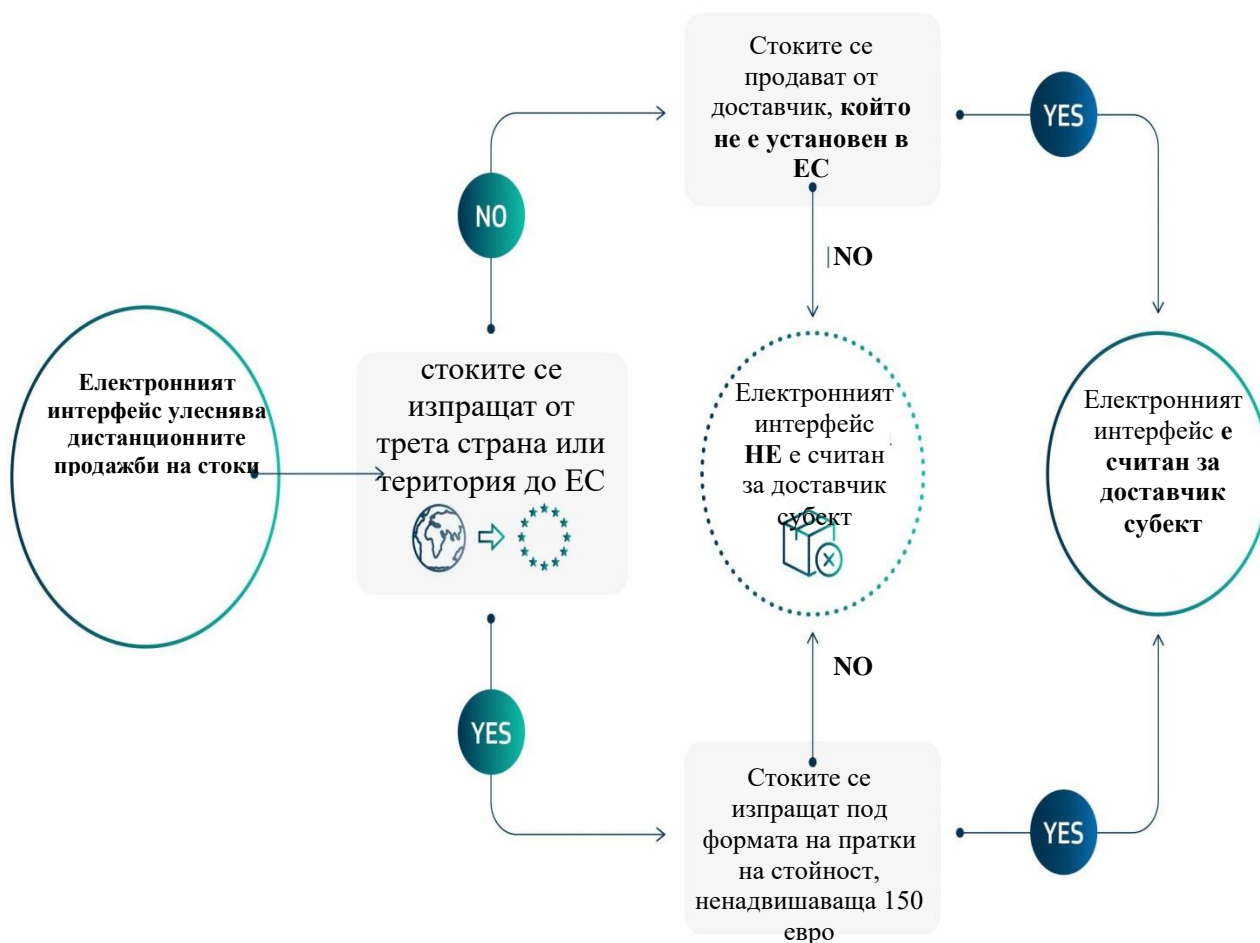 Стоките се
продават от
доставчик, който
не е установен в
ЕС
YES
NO
|NO
Електронният
интерфейс улеснява
дистанционните
продажби на стоки
стоките се
изпращат от
трета страна или
територия до ЕС
Електронният
интерфейс
НЕ е считан
за доставчик
субект
Електронният
интерфейс е
считан за
доставчик
субект
YES
NO
Стоките се
изпращат под
формата на пратки
на стойност,
ненадвишаваща 150
евро
YES